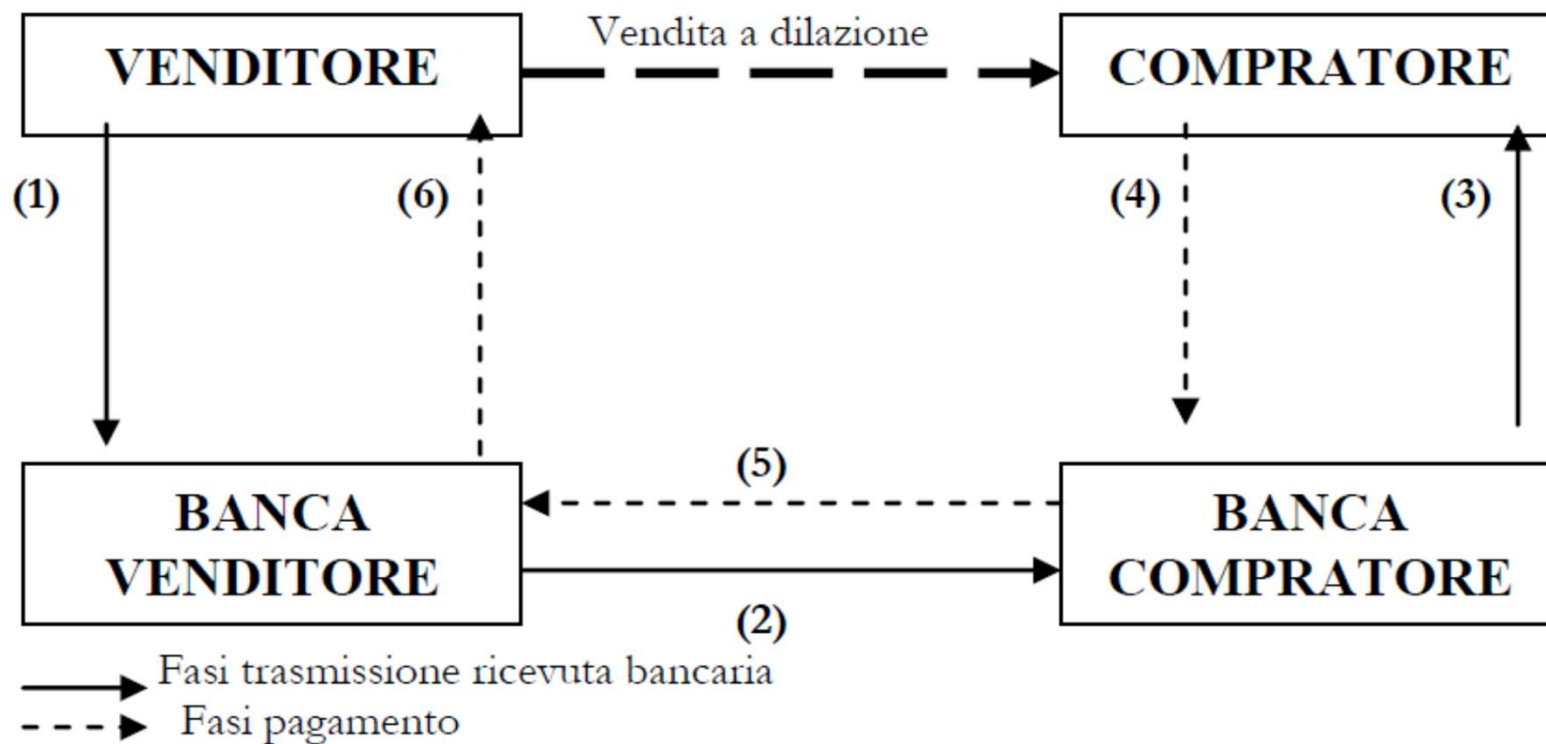 Vendita a dilazione
VENDITORE
COMPRATORE
(1)
(6)
(4)
(3)
(5)
BANCA
VENDITORE
BANCA
COMPRATORE
(2)
Fasi trasmissione ricevuta bancaria
Fasi pagamento